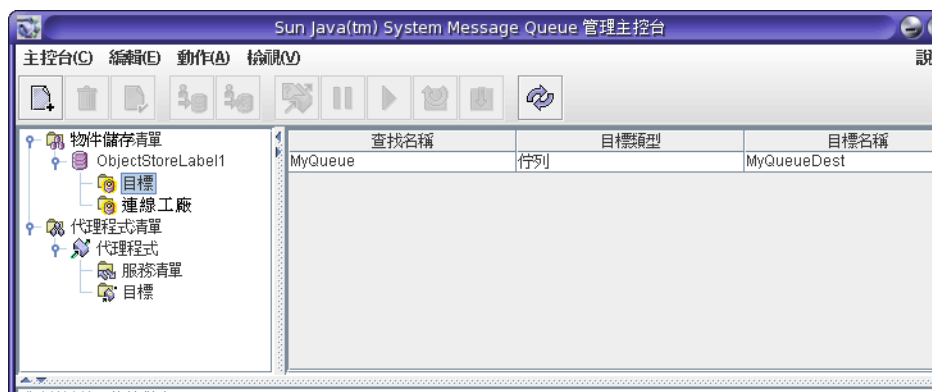 Sun Java(tm) System Message Queue 管理主控台
主控台(C) 編輯(E) 動作(A) 檢視(V)
物件儲存清單
ObjectStoreLabel1
目標
連線工廠
代理程式清單
代理程式
服務清單
目標
查找名稱 目標類型 目標名稱
MyQueue 佇列 MyQueueDest